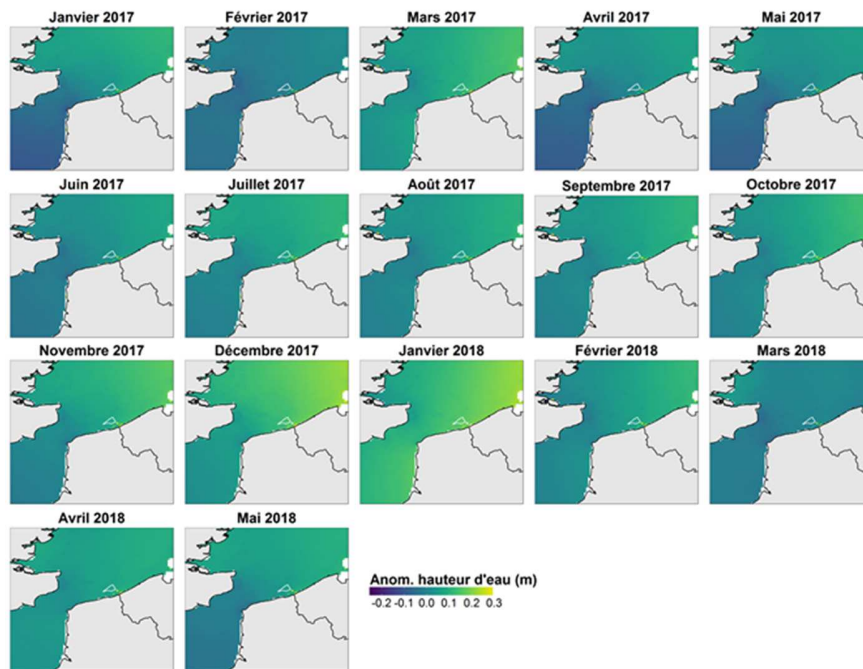 Janvier 2017
Février 2017
Mars 2017
Avril 2017
Mai 2017
Juin 2017
Juillet 2017
Août 2017
Septembre 2017
Octobre 2017
Novembre 2017
Décembre 2017
Janvier 2018
Février 2018
Mars 2018
Avril 2018
Mai 2018
Anom. hauteur d'eau (m)
-0.2 -0.1 0.0 0.1 0.2 0.3